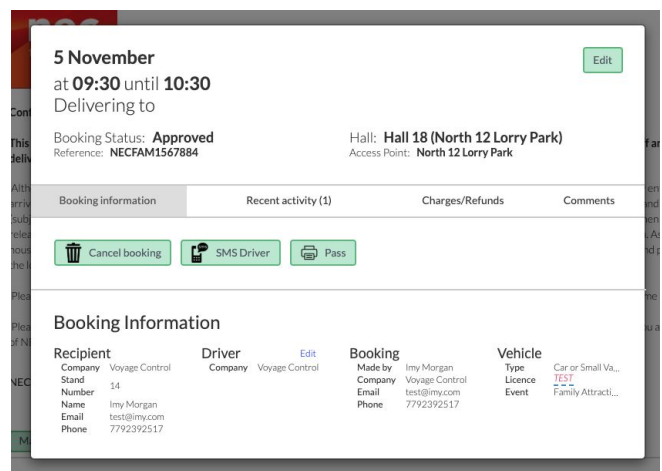 nec
5 November
Edit
at 09:30 until 10:30
Delivering to
Booking Status: Approved
Hall: Hall 18 (North 12 Lorry Park)
Reference: NECFAM1567884
Access Point: North 12 Lorry Park
Booking information
Recent activity (1)
Charges/Refunds
Comments
Cancel booking
SMS Driver
Pass
Booking Information
Recipient
Company Voyage Control
Stand Number 14
Name Imy Morgan
Email test@imy.com
Phone 7792392517
Driver Edit
Company Voyage Control
Booking
Made by Imy Morgan
Company Voyage Control
Email test@imy.com
Phone 7792392517
Vehicle
Type Car or Small Va...
Licence TEST
Event Family Attracti...